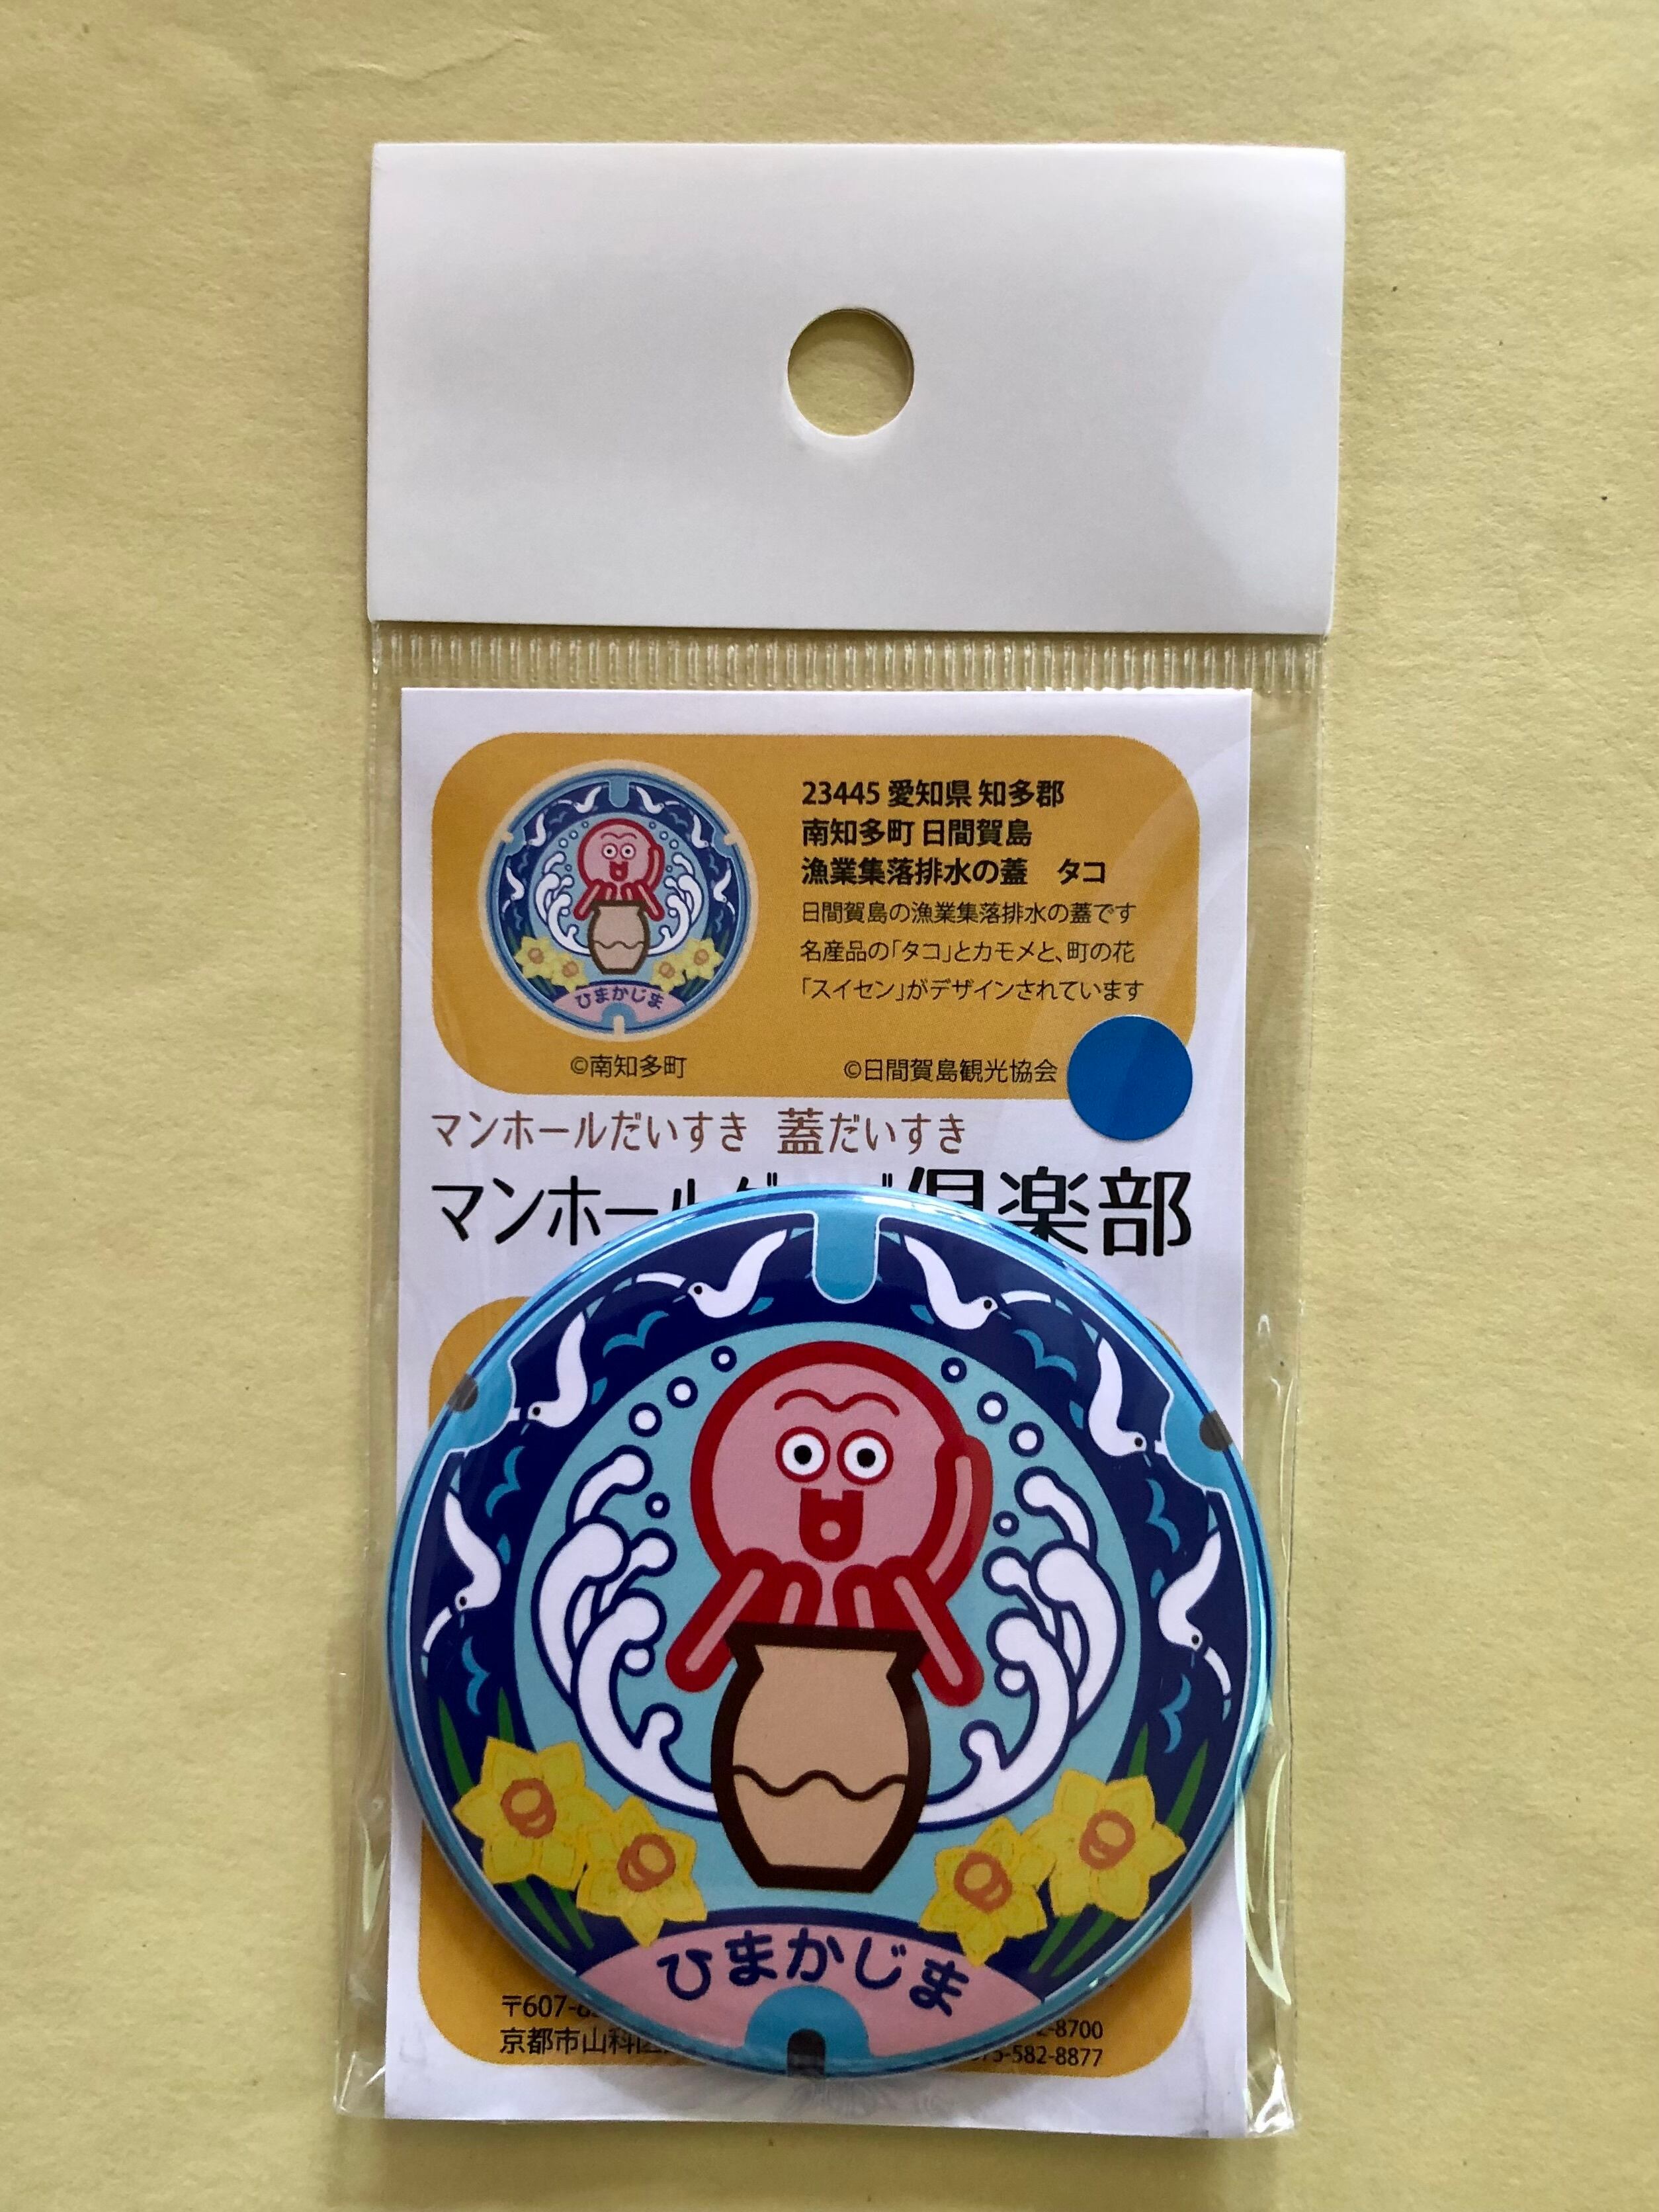 23445 愛知県 知多郡
南知多町 日間賀島
漁業集落排水の蓋　タコ
日間賀島の漁業集落排水の蓋です
名産品の「タコ」とカモメと、町の花
「スイセン」がデザインされています
ひまかじま
©南知多町
©日間賀島観光協会
マンホールだいすき 蓋だいすき
マンホール 倶楽部
ひまかじま
〒607-
京都市山科区
-8700
-582-8877